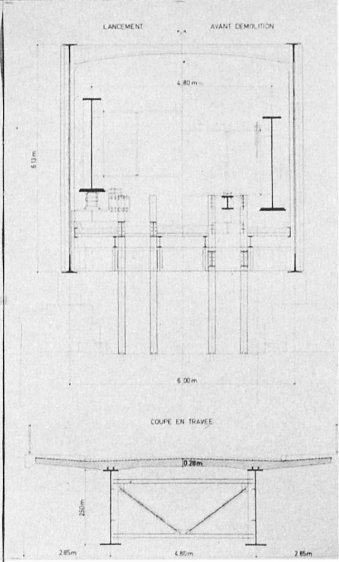 LANCEMENT AVANT DEMOLITION
4,80 m
6.13 m
6,00 m
COUPE EN TRAVEE
0.28m
2.50m
2.85m 4.80m 2.85m